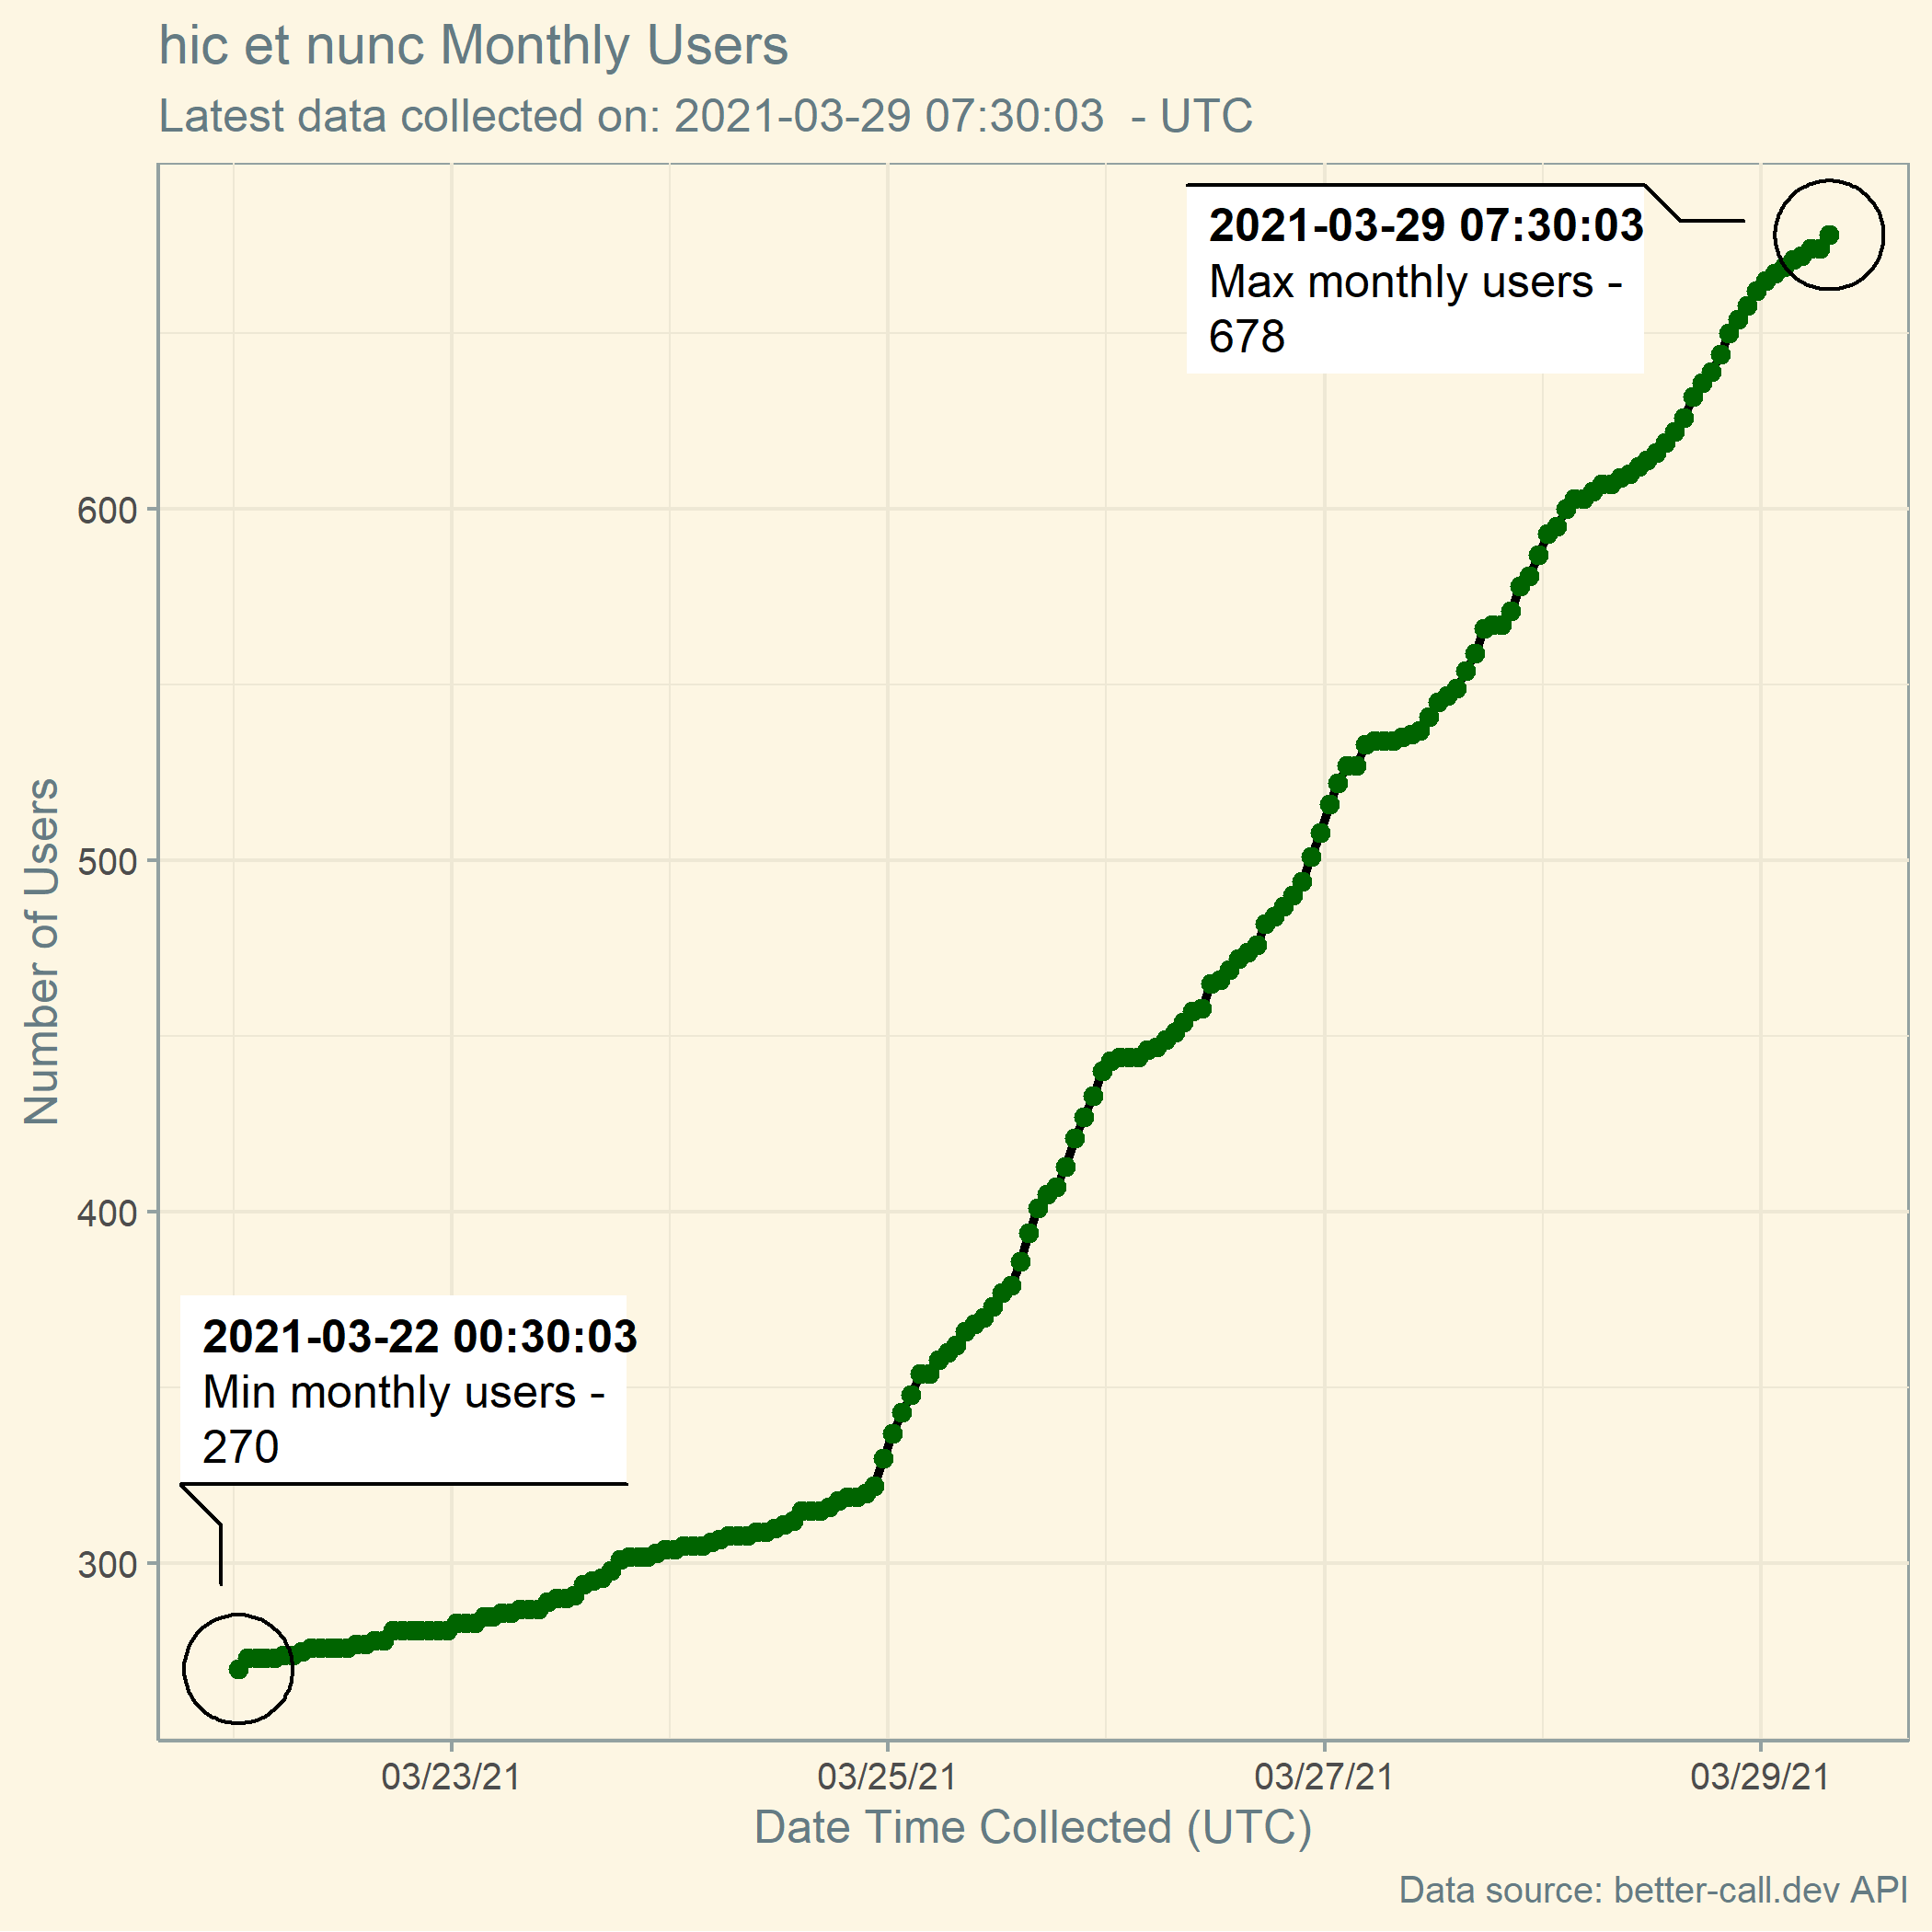 hic et nunc Monthly Users
Latest data collected on: 2021-03-29 07:30:03  - UTC
2021-03-29 07:30:03
Max monthly users -
678
600
500
400
300
Number of Users
2021-03-22 00:30:03
Min monthly users -
270
03/23/21
03/25/21
03/27/21
03/29/21
Date Time Collected (UTC)
Data source: better-call.dev API